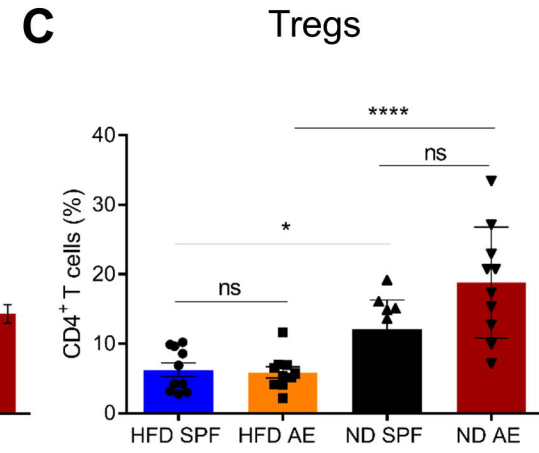 C
Tregs
****
ns
*
ns
CD4+ T cells (%)
40
30
20
10
0
HFD SPF HFD AE ND SPF ND AE